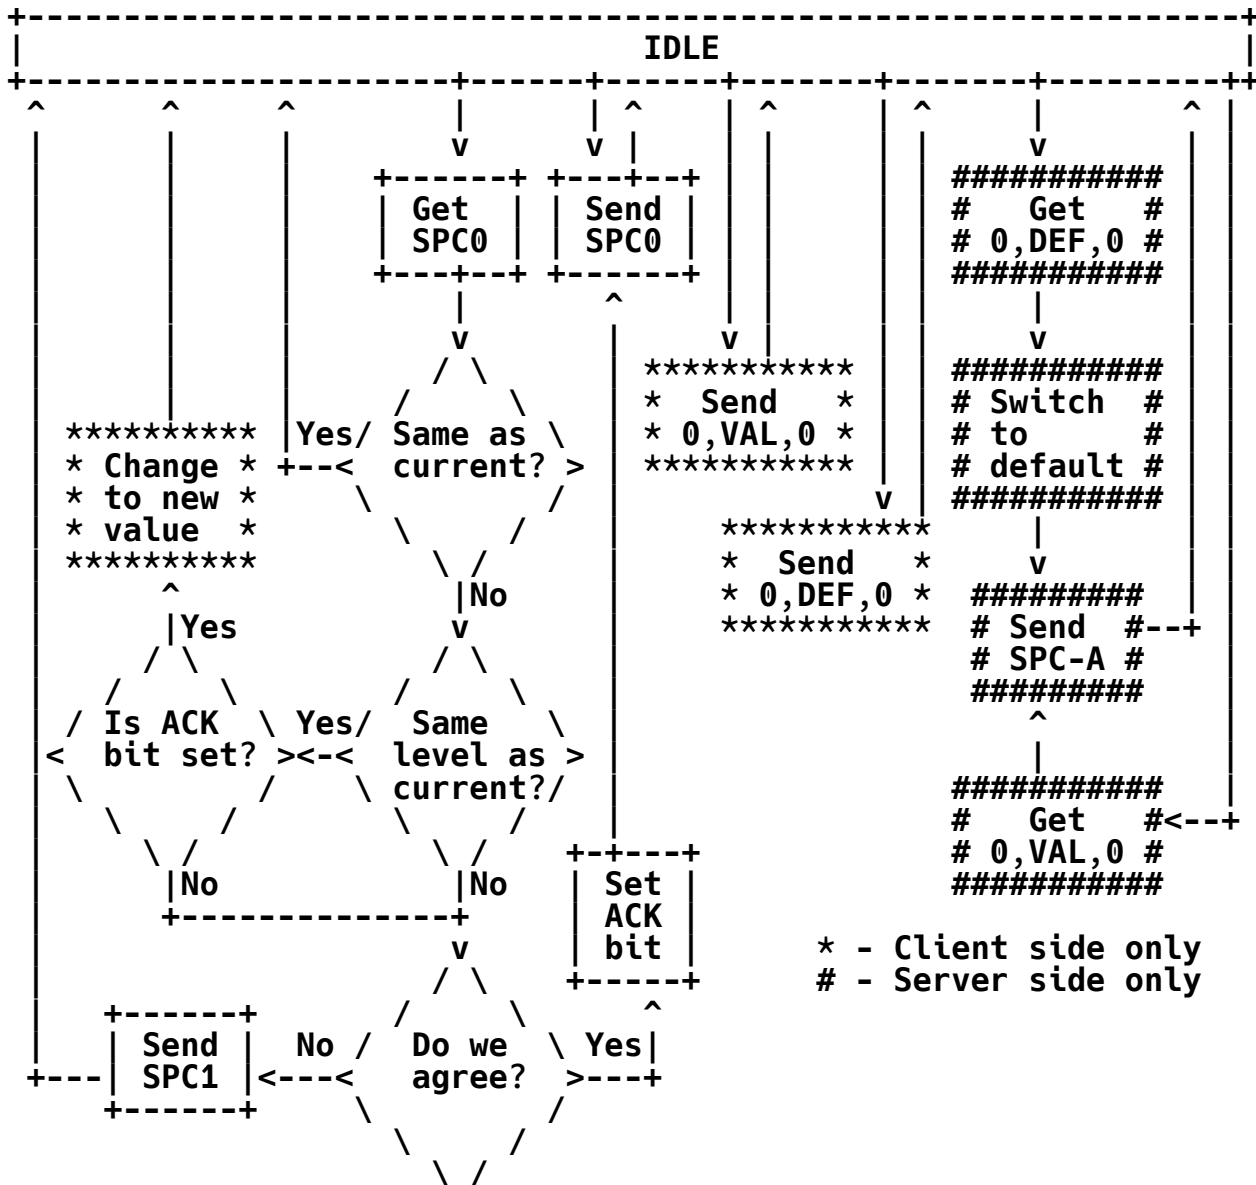 IDLE
Get
SPC0
Send
SPC0
Get
0,DEF,0
Send
0,VAL,0
Switch
to
default
Yes
Same as
current?
Change
to new
value
Send
0,DEF,0
No
Yes
Send
SPC-A
Is ACK
bit set?
Yes
Same
level as
current?
Get
0,VAL,0
No
No
Set
ACK
bit
* - Client side only
# - Server side only
Send
SPC1
No
Do we
agree?
Yes